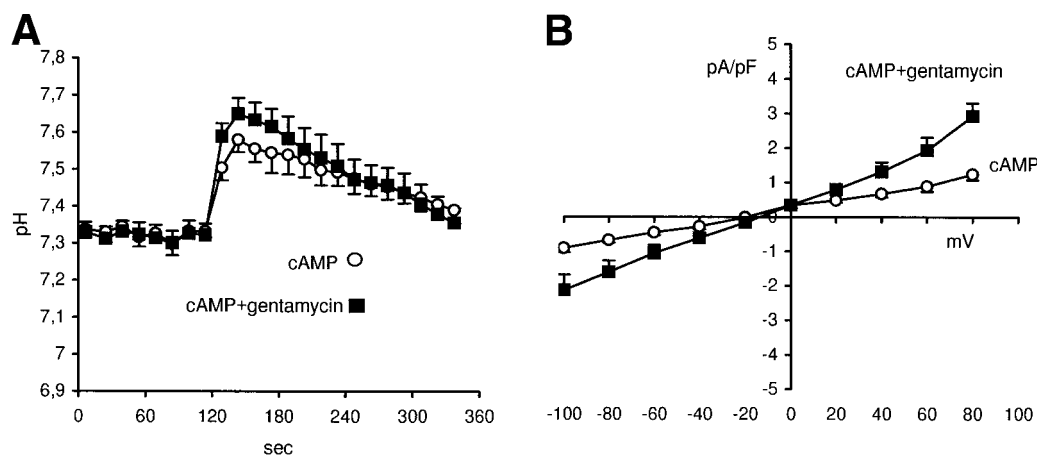 A
7,8
7,7
7,6
7,5
7,4
7,3
7,2
7,1
7
6,9
pH
0 60 120 180 240 300 360
sec
cAMP
cAMP+gentamycin
B
pA/pF
5
4
3
2
1
0
-1
-2
-3
-4
-5
cAMP+gentamycin
cAMP
mV
-100 -80 -60 -40 -20 0 20 40 60 80 100